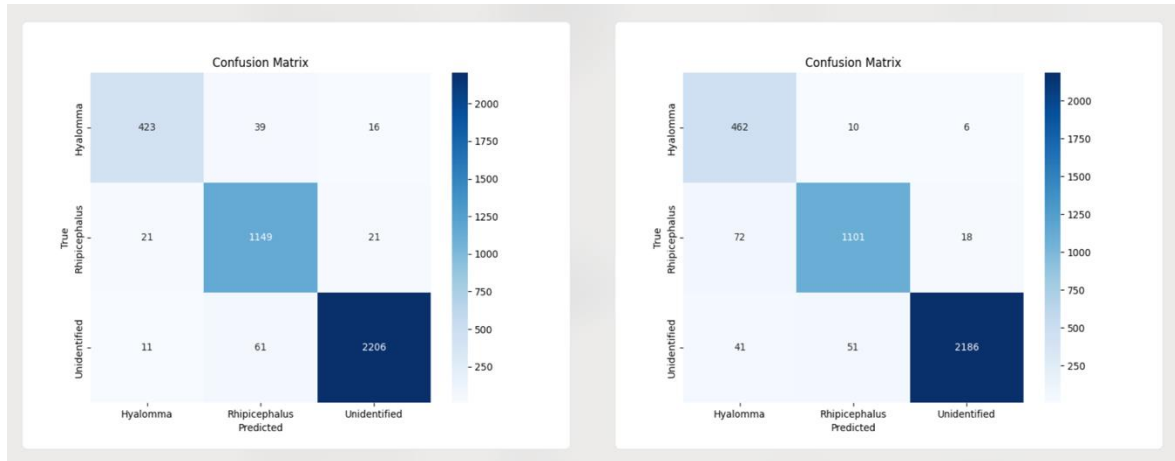 Confusion Matrix
Hyalomma
Rhipicephalus
Unidentified
True
423 39 16
21 1149 21
11 61 2206
Hyalomma Rhipicephalus Unidentified
Predicted
2000
1750
1500
1250
1000
750
500
250
Confusion Matrix
Hyalomma
Rhipicephalus
Unidentified
True
462 10 6
72 1101 18
41 51 2186
Hyalomma Rhipicephalus Unidentified
Predicted
2000
1750
1500
1250
1000
750
500
250